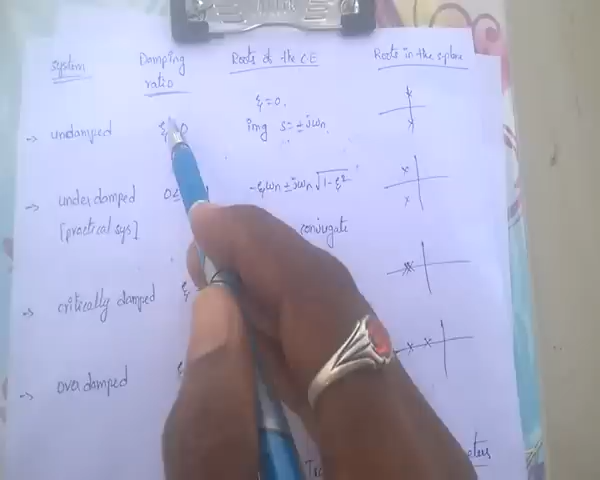 System Damping ratio Roots of the C.E Roots in the s-plane
ξ=0.
-> undamped ξ=0 img s=±jωn.
-> underdamped 0≤ -ξωn ± jωn √1-ξ²
[practical sys] conjugate
-> critically damped ξ
-> overdamped ξ